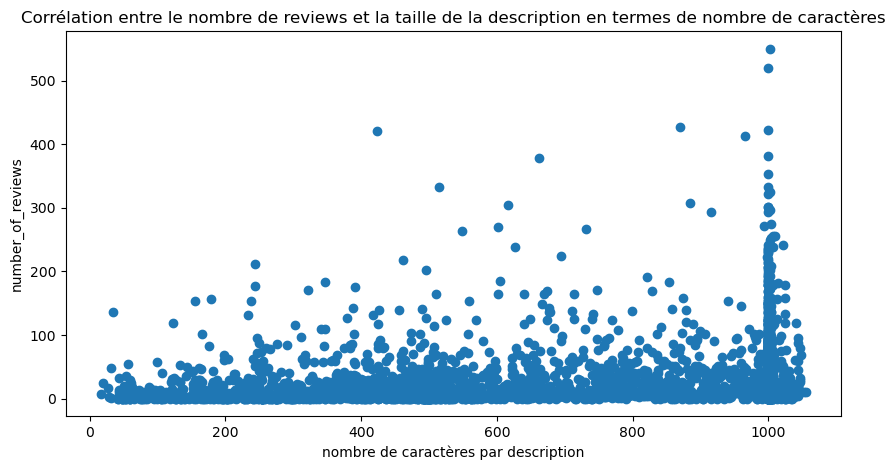 Corrélation entre le nombre de reviews et la taille de la description en termes de nombre de caractères
number_of_reviews
500
400
300
200
100
0
0 200 400 600 800 1000
nombre de caractères par description